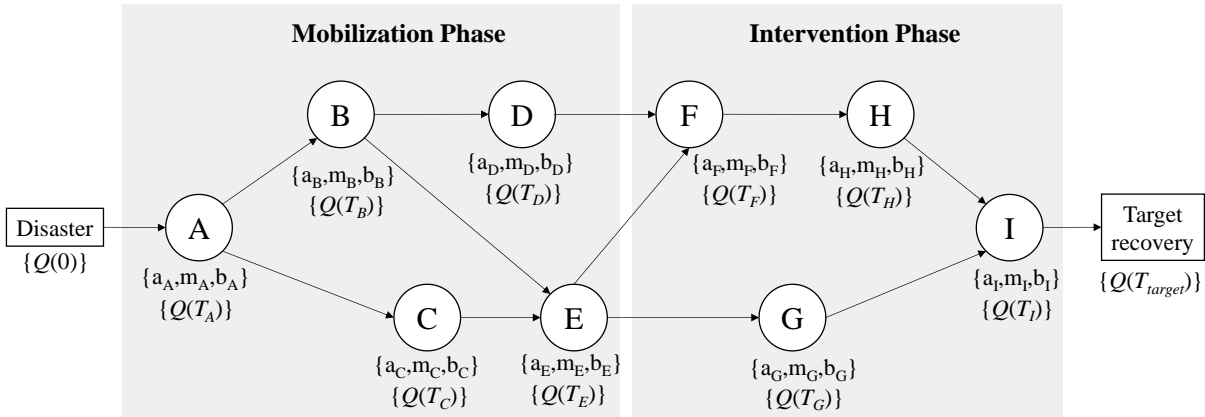 Mobilization Phase
Intervention Phase
B
D
F
H
{a_B,m_B,b_B}
{Q(T_B)}
{a_D,m_D,b_D}
{Q(T_D)}
{a_F,m_F,b_F}
{Q(T_F)}
{a_H,m_H,b_H}
{Q(T_H)}
Disaster
{Q(0)}
A
{a_A,m_A,b_A}
{Q(T_A)}
I
{a_I,m_I,b_I}
{Q(T_I)}
Target
recovery
{Q(T_target)}
C
{a_C,m_C,b_C}
{Q(T_C)}
E
{a_E,m_E,b_E}
{Q(T_E)}
G
{a_G,m_G,b_G}
{Q(T_G)}